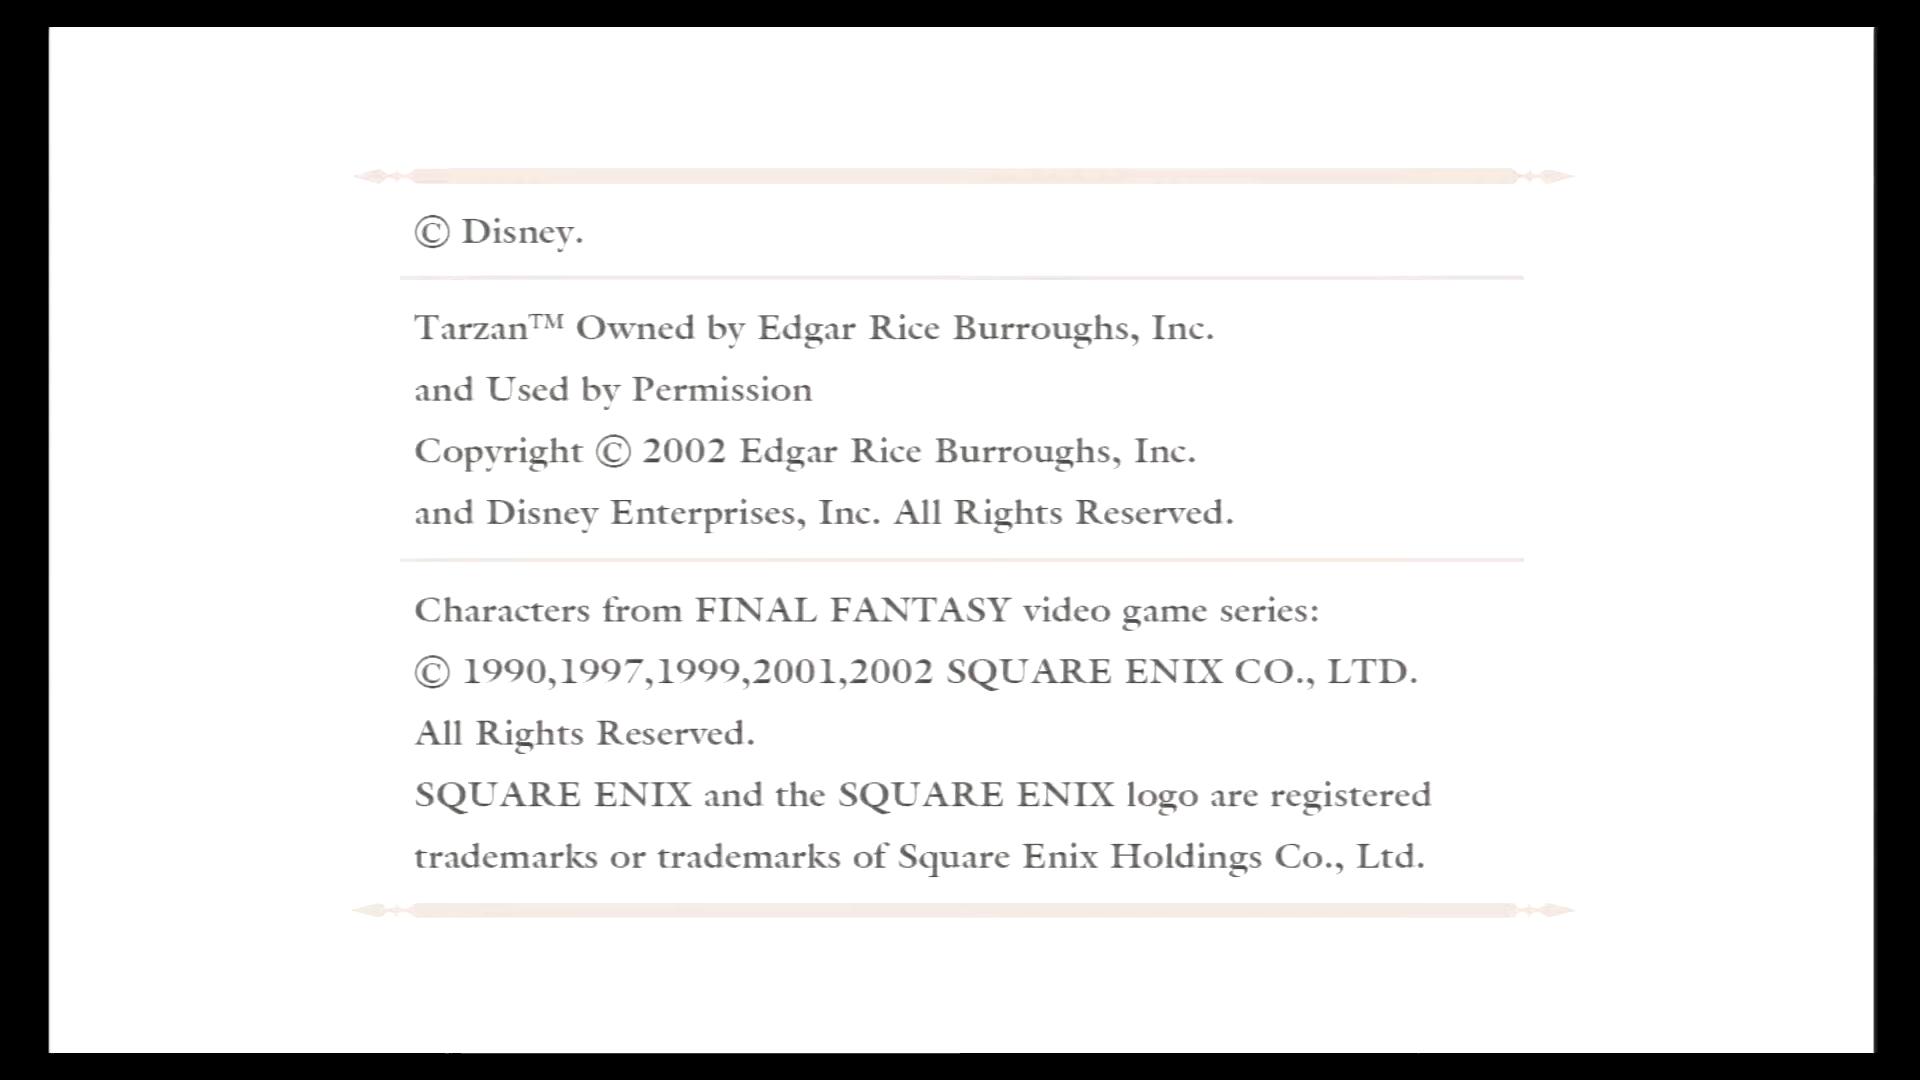 © Disney.
Tarzan™ Owned by Edgar Rice Burroughs, Inc.
and Used by Permission
Copyright © 2002 Edgar Rice Burroughs, Inc.
and Disney Enterprises, Inc. All Rights Reserved.
Characters from FINAL FANTASY video game series:
© 1990,1997,1999,2001,2002 SQUARE ENIX CO., LTD.
All Rights Reserved.
SQUARE ENIX and the SQUARE ENIX logo are registered
trademarks or trademarks of Square Enix Holdings Co., Ltd.